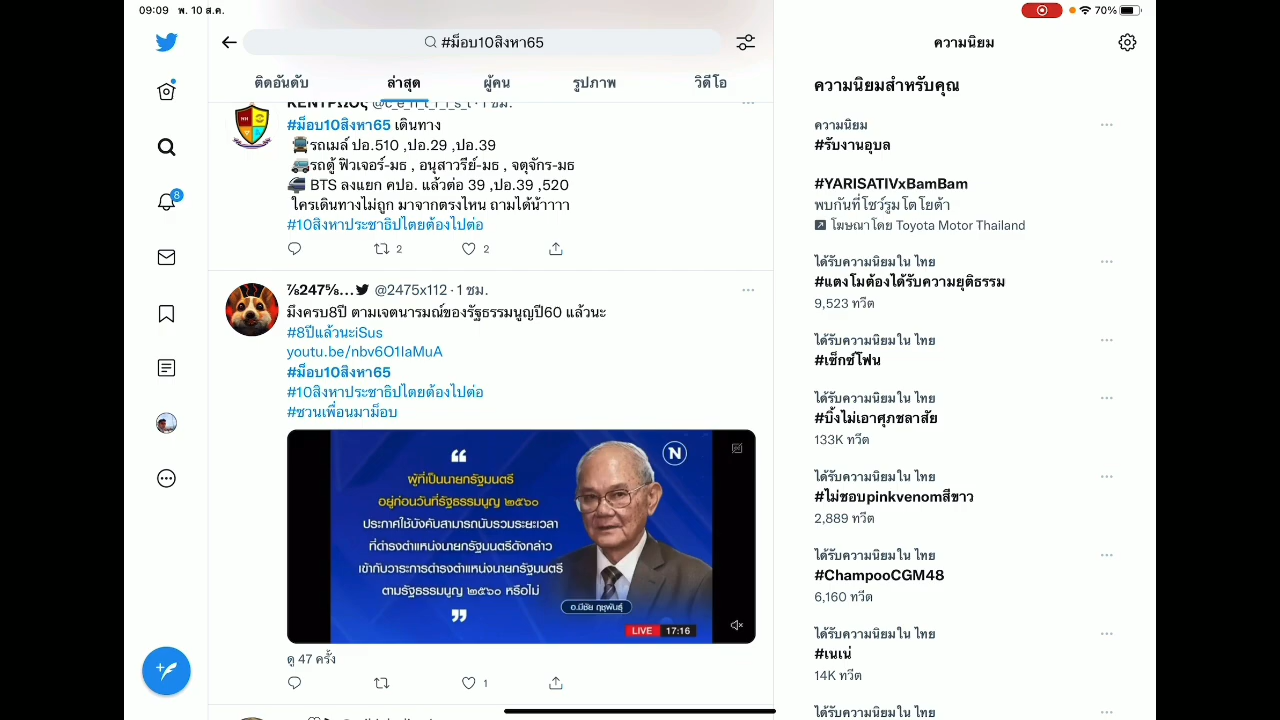 09:09 พ. 10 ส.ค.
70%
#ม็อบ10สิงหา65
ติดอันดับ ล่าสุด ผู้คน รูปภาพ วิดีโอ
#ม็อบ10สิงหา65 เดินทาง
รถเมล์ ปอ.510 ,ปอ.29 ,ปอ.39
รถตู้ ฟิวเจอร์-มธ , อนุสาวรีย์-มธ , จตุจักร-มธ
BTS ลงแยก คปอ. แล้วต่อ 39 ,ปอ.39 ,520
ใครเดินทางไม่ถูก มาจากตรงไหน ถามได้น้าาาา
#10สิงหาประชาธิปไตยต้องไปต่อ
2 2
⅞247⅝... @2475x112 · 1 ชม.
มึงครบ8ปี ตามเจตนารมณ์ของรัฐธรรมนูญปี60 แล้วนะ
#8ปีแล้วนะiSus
youtu.be/nbv6O1IaMuA
#ม็อบ10สิงหา65
#10สิงหาประชาธิปไตยต้องไปต่อ
#ชวนเพื่อนมาม็อบ
“
N
ผู้ที่เป็นนายกรัฐมนตรี
อยู่ก่อนวันที่รัฐธรรมนูญ ๒๕๖๐
ประกาศใช้บังคับสามารถนับรวมระยะเวลา
ที่ดำรงตำแหน่งนายกรัฐมนตรีดังกล่าว
เข้ากับวาระการดำรงตำแหน่งนายกรัฐมนตรี
ตามรัฐธรรมนูญ ๒๕๖๐ หรือไม่
”
อ.มีชัย ฤชุพันธุ์
LIVE 17:16
ดู 47 ครั้ง
1
8
ความนิยม
ความนิยมสำหรับคุณ
ความนิยม
#รับงานอุบล
#YARISATIVxBamBam
พบกันที่โชว์รูมโตโยต้า
โฆษณาโดย Toyota Motor Thailand
ได้รับความนิยมใน ไทย
#แตงโมต้องได้รับความยุติธรรม
9,523 ทวีต
ได้รับความนิยมใน ไทย
#เซ็กซ์โฟน
ได้รับความนิยมใน ไทย
#บิ้งไม่เอาศุภชลาสัย
133K ทวีต
ได้รับความนิยมใน ไทย
#ไม่ชอบpinkvenomสีขาว
2,889 ทวีต
ได้รับความนิยมใน ไทย
#ChampooCGM48
6,160 ทวีต
ได้รับความนิยมใน ไทย
#เนเน่
14K ทวีต
ได้รับความนิยมใน ไทย